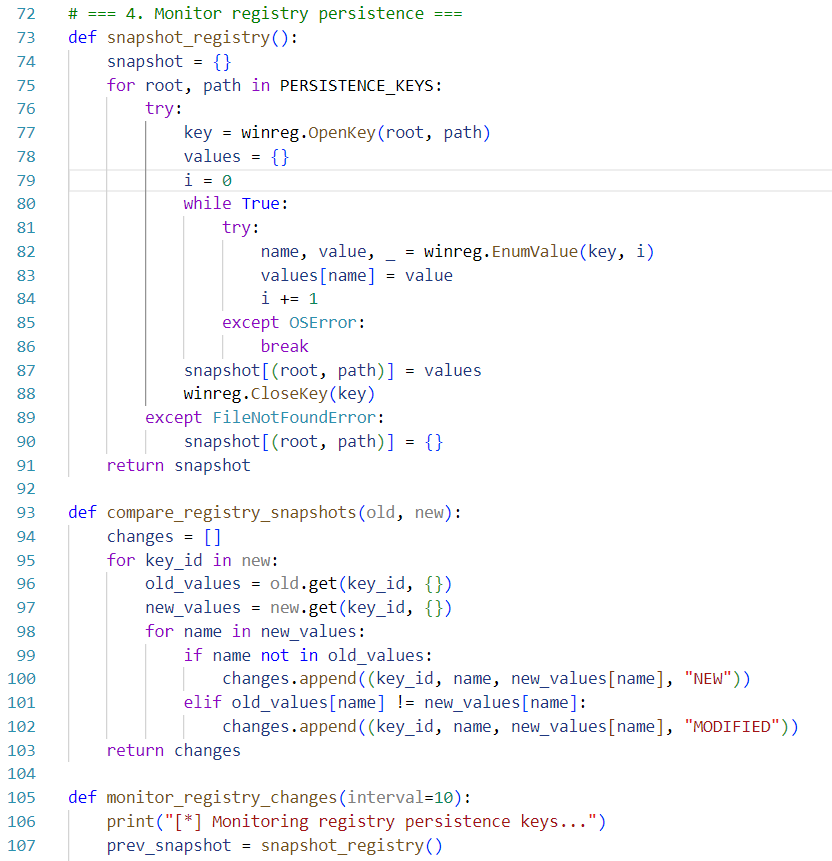 72 # === 4. Monitor registry persistence ===
73 def snapshot_registry():
74     snapshot = {}
75     for root, path in PERSISTENCE_KEYS:
76         try:
77             key = winreg.OpenKey(root, path)
78             values = {}
79             i = 0
80             while True:
81                 try:
82                     name, value, _ = winreg.EnumValue(key, i)
83                     values[name] = value
84                     i += 1
85                 except OSError:
86                     break
87             snapshot[(root, path)] = values
88             winreg.CloseKey(key)
89         except FileNotFoundError:
90             snapshot[(root, path)] = {}
91     return snapshot
92
93 def compare_registry_snapshots(old, new):
94     changes = []
95     for key_id in new:
96         old_values = old.get(key_id, {})
97         new_values = new.get(key_id, {})
98         for name in new_values:
99             if name not in old_values:
100                 changes.append((key_id, name, new_values[name], "NEW"))
101             elif old_values[name] != new_values[name]:
102                 changes.append((key_id, name, new_values[name], "MODIFIED"))
103     return changes
104
105 def monitor_registry_changes(interval=10):
106     print("[*] Monitoring registry persistence keys...")
107     prev_snapshot = snapshot_registry()